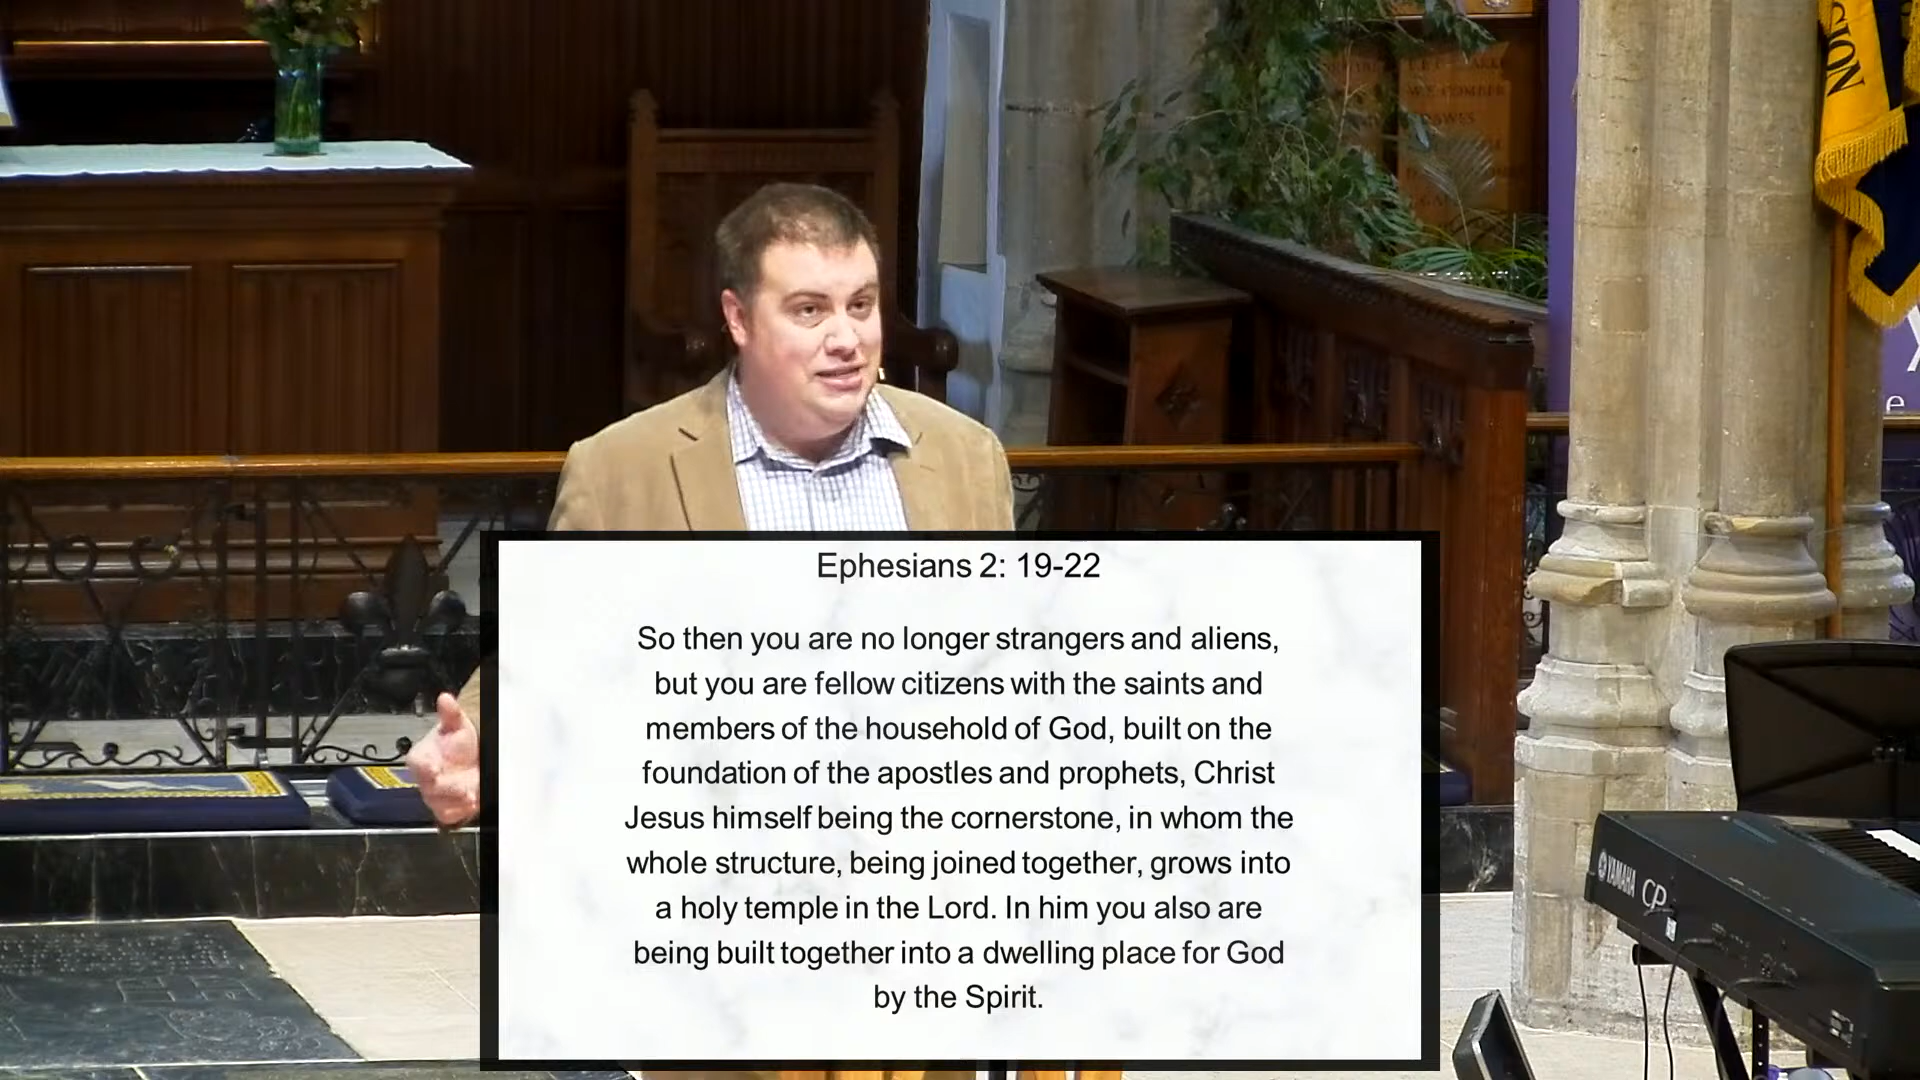 SION
W.E. COMBER
Ephesians 2: 19-22
So then you are no longer strangers and aliens,
but you are fellow citizens with the saints and
members of the household of God, built on the
foundation of the apostles and prophets, Christ
Jesus himself being the cornerstone, in whom the
whole structure, being joined together, grows into
a holy temple in the Lord. In him you also are
being built together into a dwelling place for God
by the Spirit.
e
YAMAHA CP